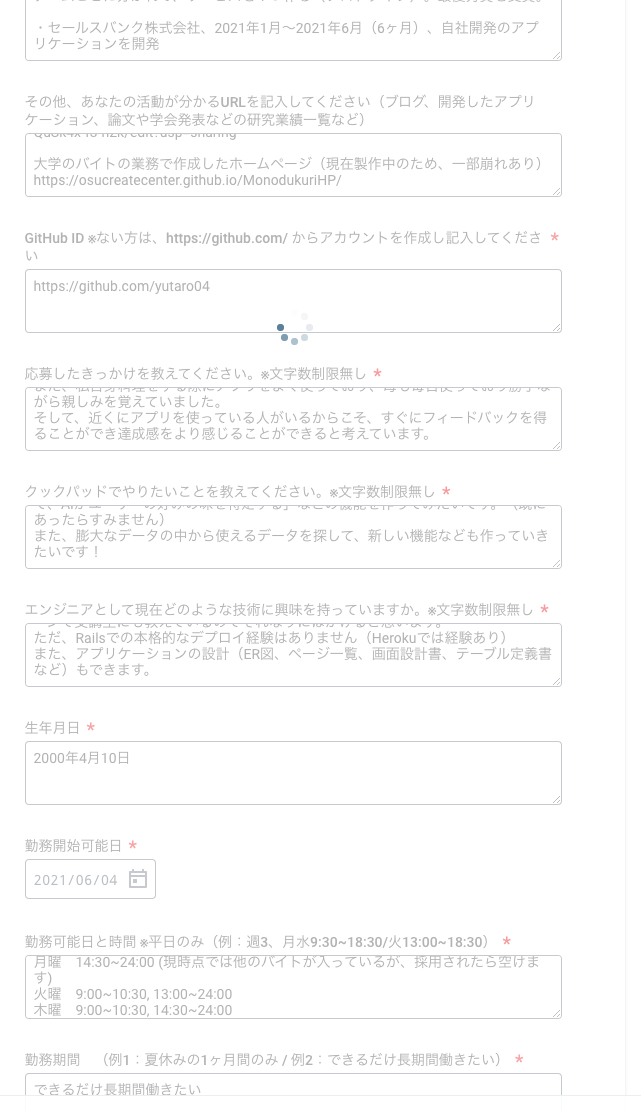 ・セールスバンク株式会社、2021年1月〜2021年6月（6ヶ月）、自社開発のアプ
リケーションを開発
その他、あなたの活動が分かるURLを記入してください（ブログ、開発したアプリ
ケーション、論文や学会発表などの研究業績一覧など）
大学のバイトの業務で作成したホームページ（現在製作中のため、一部崩れあり）
https://osucreatecenter.github.io/MonodukuriHP/
GitHub ID ※ない方は、https://github.com/ からアカウントを作成し記入してくださ *
い
https://github.com/yutaro04
応募したきっかけを教えてください。※文字数制限無し *
がら親しみを覚えていました。
そして、近くにアプリを使っている人がいるからこそ、すぐにフィードバックを得
ることができ達成感をより感じることができると考えています。
クックパッドでやりたいことを教えてください。※文字数制限無し *
あったらすみません）
また、膨大なデータの中から使えるデータを探して、新しい機能なども作っていき
たいです！
エンジニアとして現在どのような技術に興味を持っていますか。※文字数制限無し *
ただ、Railsでの本格的なデプロイ経験はありません（Herokuでは経験あり）
また、アプリケーションの設計（ER図、ページ一覧、画面設計書、テーブル定義書
など）もできます。
生年月日 *
2000年4月10日
勤務開始可能日 *
2021/06/04
勤務可能日と時間 ※平日のみ（例：週3、月水9:30~18:30/火13:00~18:30） *
月曜　14:30~24:00 (現時点では他のバイトが入っているが、採用されたら空けま
す)
火曜　9:00~10:30, 13:00~24:00
木曜　9:00~10:30, 14:30~24:00
勤務期間　（例1：夏休みの1ヶ月間のみ / 例2：できるだけ長期間働きたい） *
できるだけ長期間働きたい